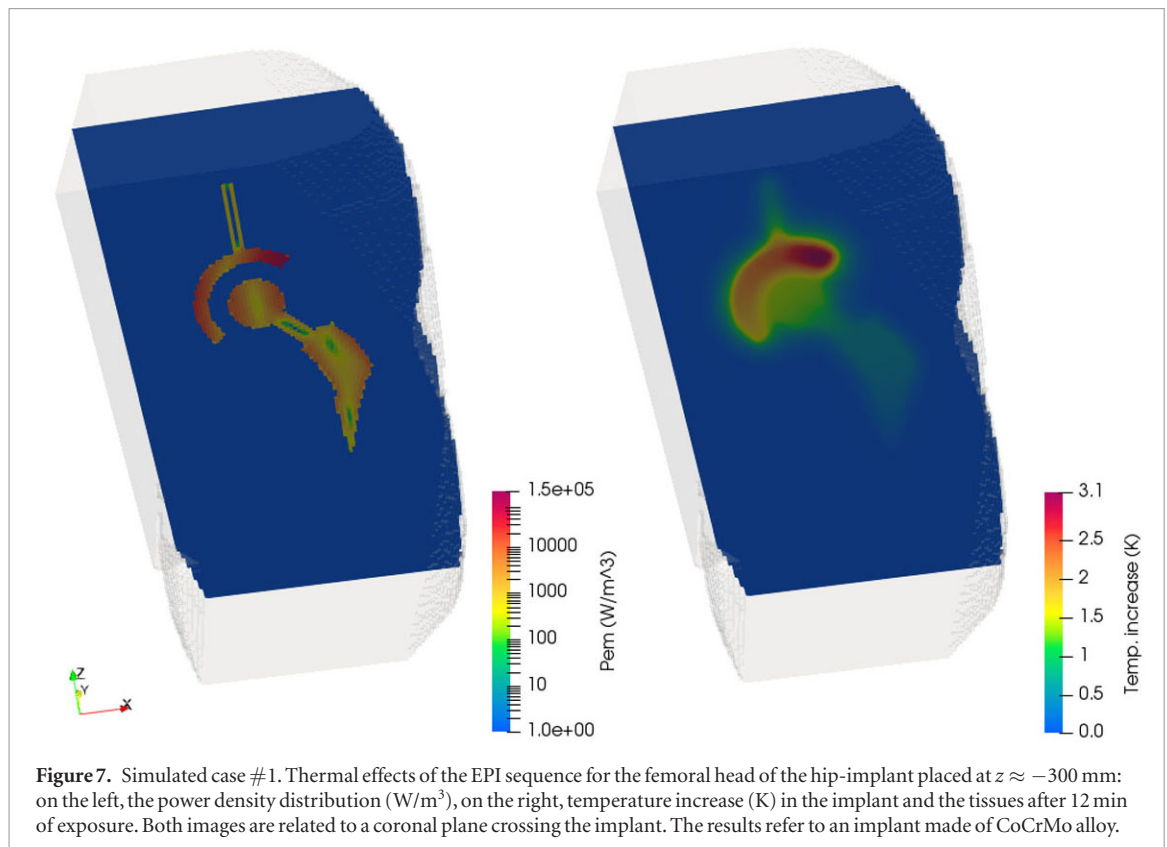 1.5e+05
10000
1000
100
10
1.0e+00
Pem (W/m^3)
3.1
2.5
2
1.5
1
0.5
0.0
Temp. increase (K)
Z
Y
X
Figure 7. Simulated case #1. Thermal effects of the EPI sequence for the femoral head of the hip-implant placed at z ≈ −300 mm:
on the left, the power density distribution (W/m³), on the right, temperature increase (K) in the implant and the tissues after 12 min
of exposure. Both images are related to a coronal plane crossing the implant. The results refer to an implant made of CoCrMo alloy.